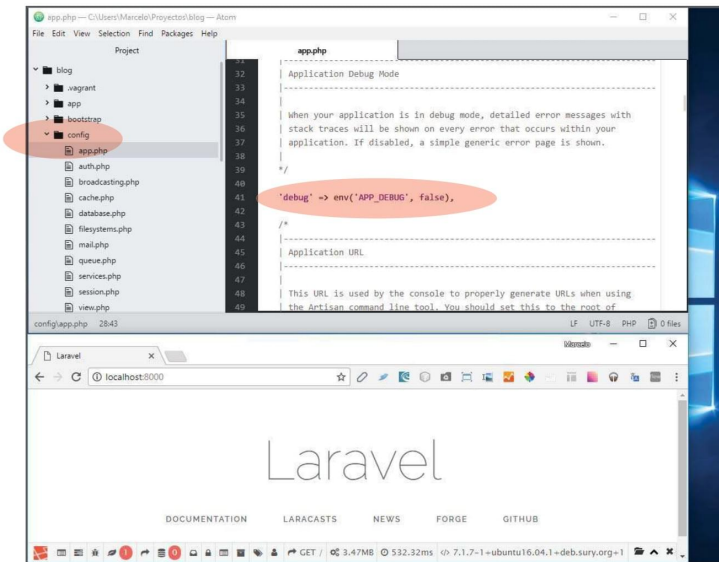 app.php — C:\Users\Marcelo\Proyectos\blog — Atom
File Edit View Selection Find Packages Help
Project
app.php
blog
.vagrant
app
bootstrap
config
app.php
auth.php
broadcasting.php
cache.php
database.php
filesystems.php
mail.php
queue.php
services.php
session.php
view.php
31 |--------------------------------------------------------------------------
32 | Application Debug Mode
33 |--------------------------------------------------------------------------
34 |
35 | When your application is in debug mode, detailed error messages with
36 | stack traces will be shown on every error that occurs within your
37 | application. If disabled, a simple generic error page is shown.
38 |
39 */
40
41 'debug' => env('APP_DEBUG', false),
42
43 /*
44 |--------------------------------------------------------------------------
45 | Application URL
46 |--------------------------------------------------------------------------
47 |
48 | This URL is used by the console to properly generate URLs when using
49 | the Artisan command line tool. You should set this to the root of
config\app.php 28:43
LF UTF-8 PHP 0 files
Laravel
Marcelo
localhost:8000
Laravel
DOCUMENTATION LARACASTS NEWS FORGE GITHUB
1 0 GET / 3.47MB 532.32ms </> 7.1.7-1+ubuntu16.04.1+deb.sury.org+1